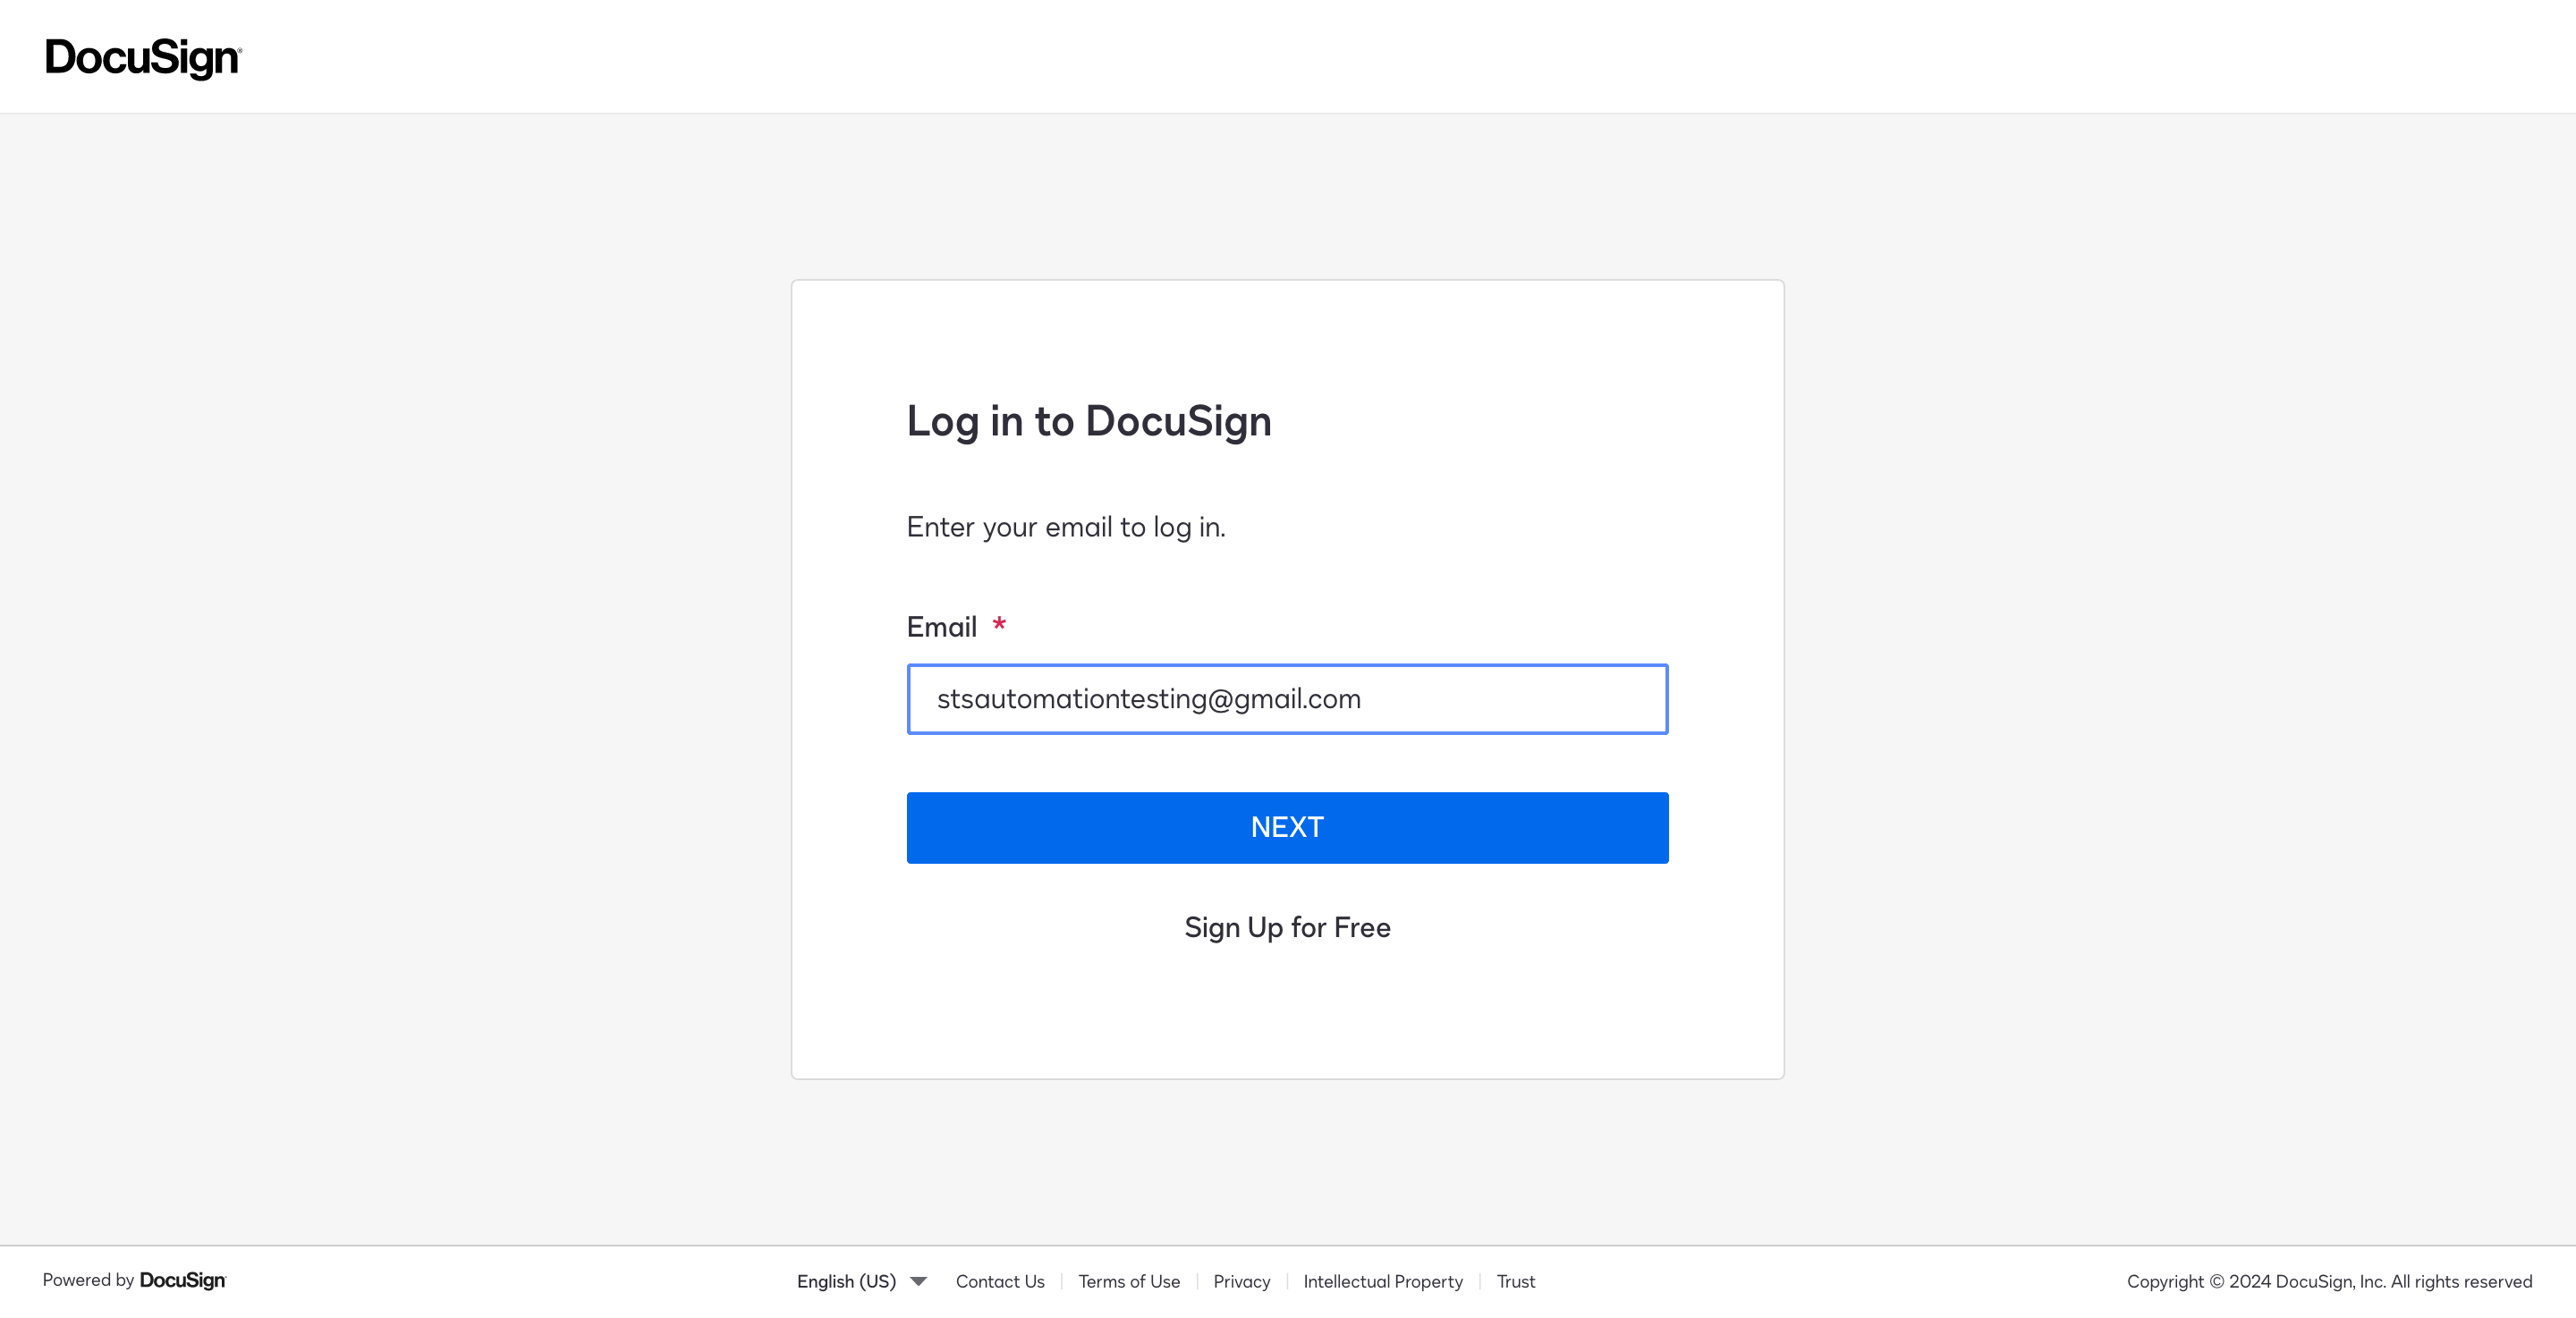 DocuSign®
Log in to DocuSign
Enter your email to log in.
Email *
stsautomationtesting@gmail.com
NEXT
Sign Up for Free
Powered by DocuSign
English (US) Contact Us Terms of Use Privacy Intellectual Property Trust
Copyright © 2024 DocuSign, Inc. All rights reserved